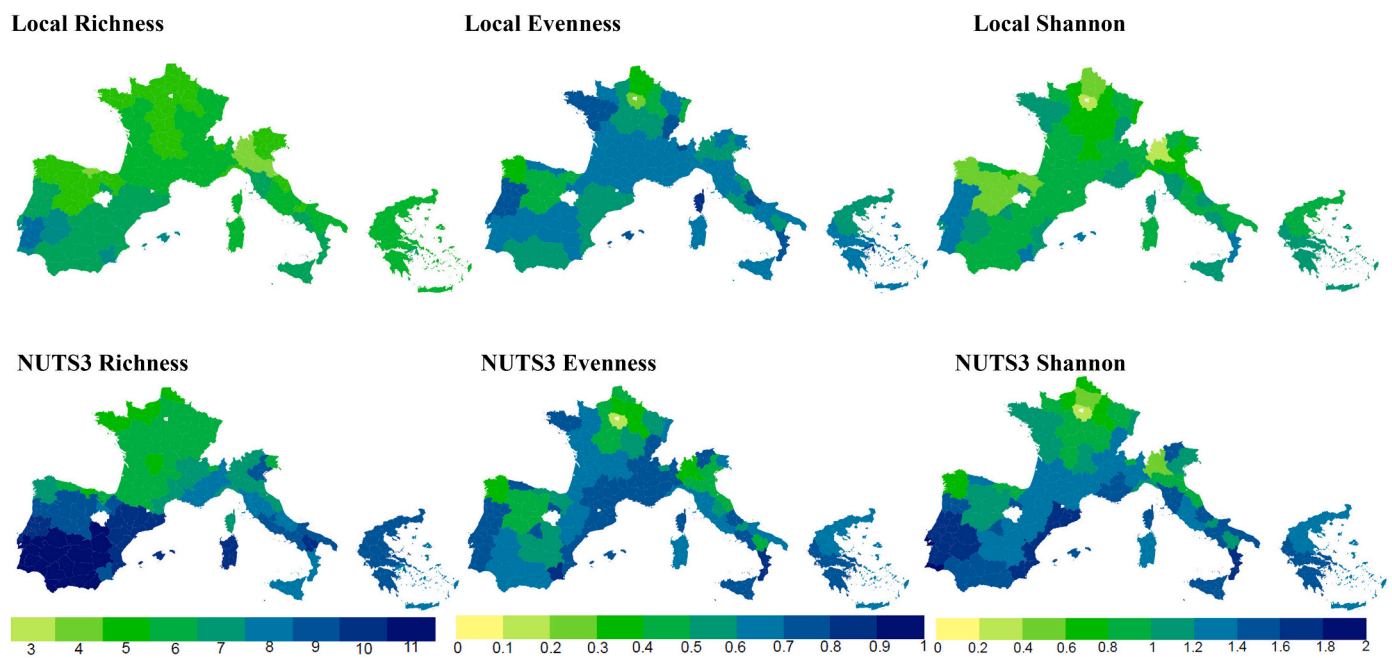 Local Richness Local Evenness Local Shannon
NUTS3 Richness NUTS3 Evenness NUTS3 Shannon
3 4 5 6 7 8 9 10 11 0 0.1 0.2 0.3 0.4 0.5 0.6 0.7 0.8 0.9 1 0 0.2 0.4 0.6 0.8 1 1.2 1.4 1.6 1.8 2